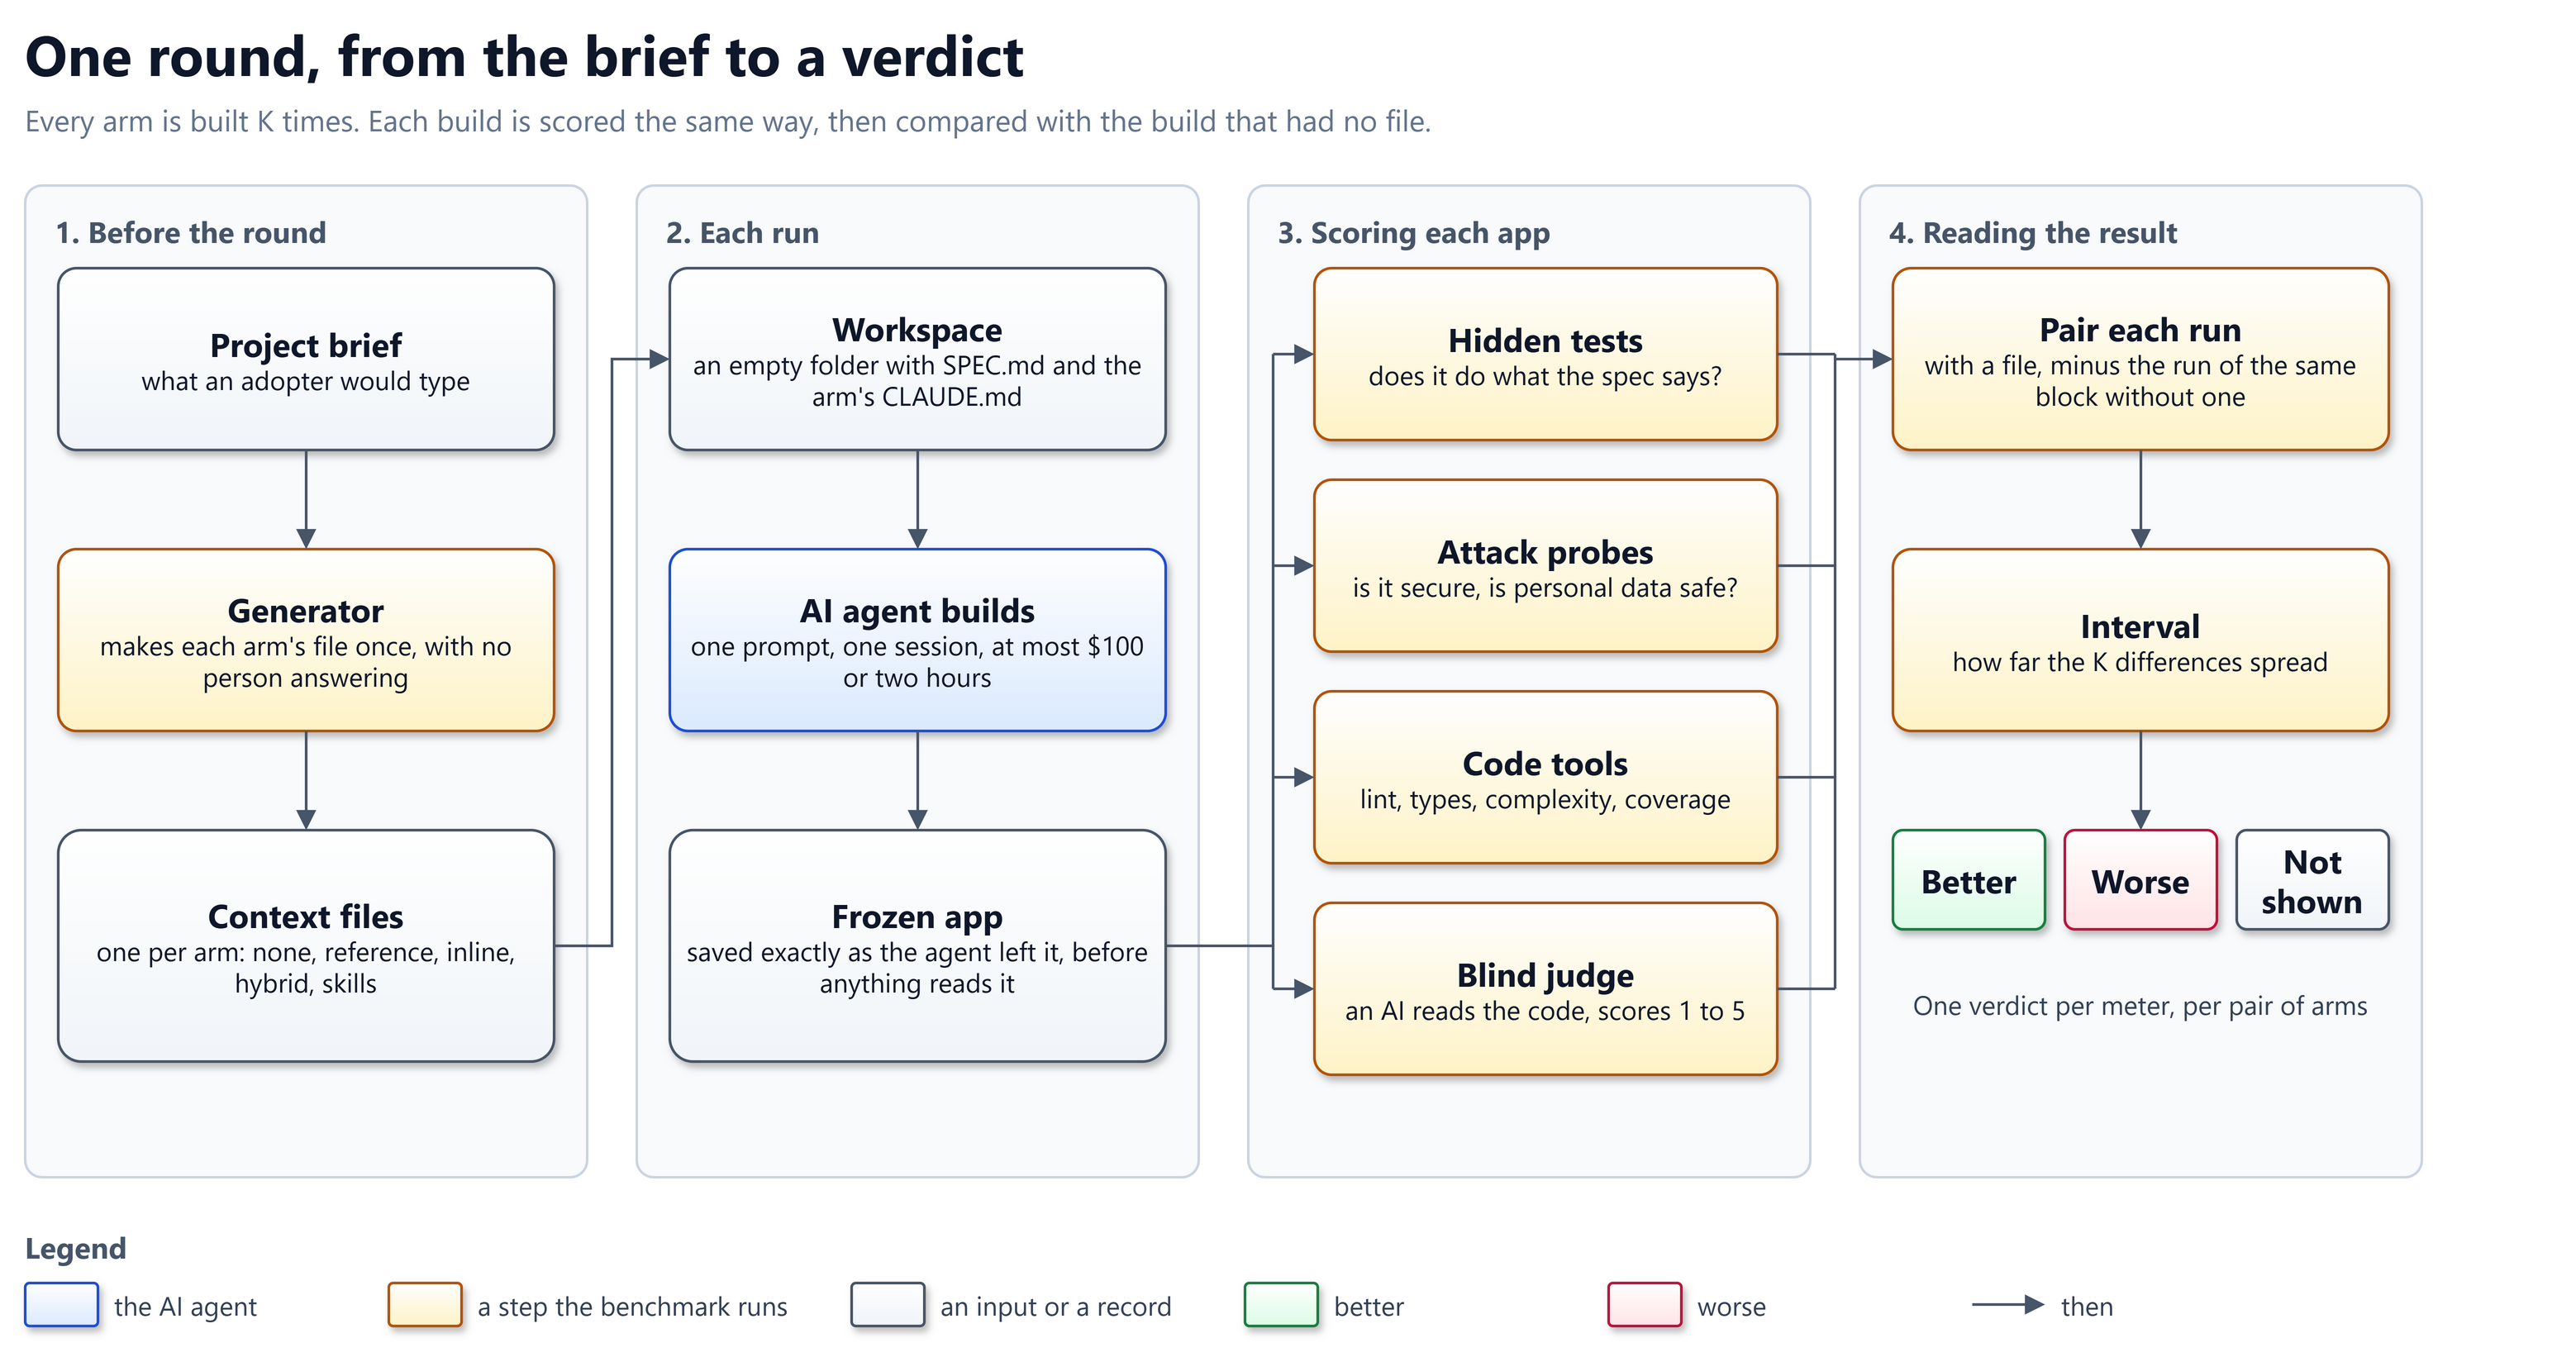 One round, from the brief to a verdict
Every arm is built K times. Each build is scored the same way, then compared with the build that had no file.
1. Before the round
Project brief
what an adopter would type
Generator
makes each arm's file once, with no
person answering
Context files
one per arm: none, reference, inline,
hybrid, skills
2. Each run
Workspace
an empty folder with SPEC.md and the
arm's CLAUDE.md
AI agent builds
one prompt, one session, at most $100
or two hours
Frozen app
saved exactly as the agent left it, before
anything reads it
3. Scoring each app
Hidden tests
does it do what the spec says?
Attack probes
is it secure, is personal data safe?
Code tools
lint, types, complexity, coverage
Blind judge
an AI reads the code, scores 1 to 5
4. Reading the result
Pair each run
with a file, minus the run of the same
block without one
Interval
how far the K differences spread
Better
Worse
Not
shown
One verdict per meter, per pair of arms
Legend
the AI agent
a step the benchmark runs
an input or a record
better
worse
then